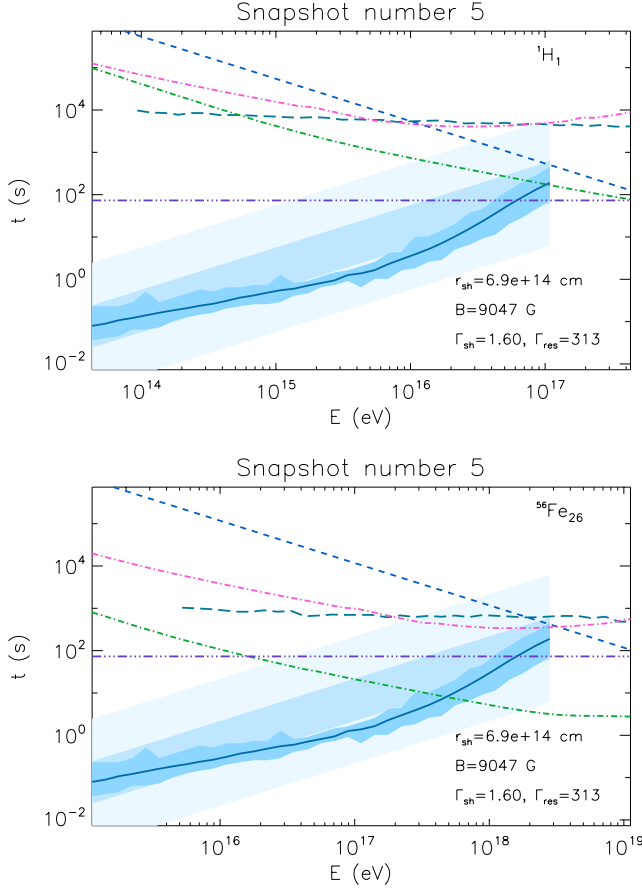 Snapshot number 5
¹H₁
10⁴
10²
10⁰
10⁻²
t (s)
r_sh=6.9e+14 cm
B=9047 G
Γ_sh=1.60, Γ_res=313
10¹⁴ 10¹⁵ 10¹⁶ 10¹⁷
E (eV)
Snapshot number 5
⁵⁶Fe₂₆
10⁴
10²
10⁰
10⁻²
t (s)
r_sh=6.9e+14 cm
B=9047 G
Γ_sh=1.60, Γ_res=313
10¹⁶ 10¹⁷ 10¹⁸ 10¹⁹
E (eV)